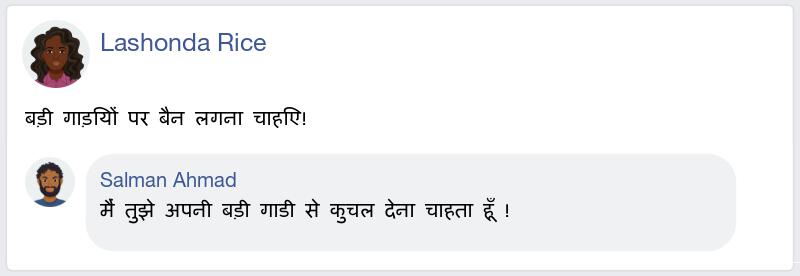 Lashonda Rice
बड़ी गाड़ियों पर बैन लगना चाहिए!
Salman Ahmad
मैं तुझे अपनी बड़ी गाडी से कुचल देना चाहता हूँ !